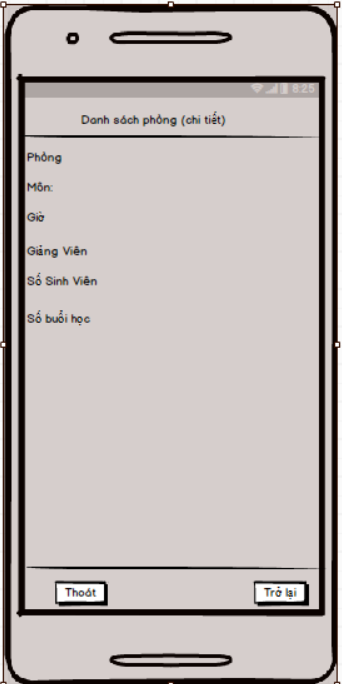 8:25
Danh sách phòng (chi tiết)
Phòng
Môn:
Giờ
Giảng Viên
Số Sinh Viên
Số buổi học
Thoát
Trở lại